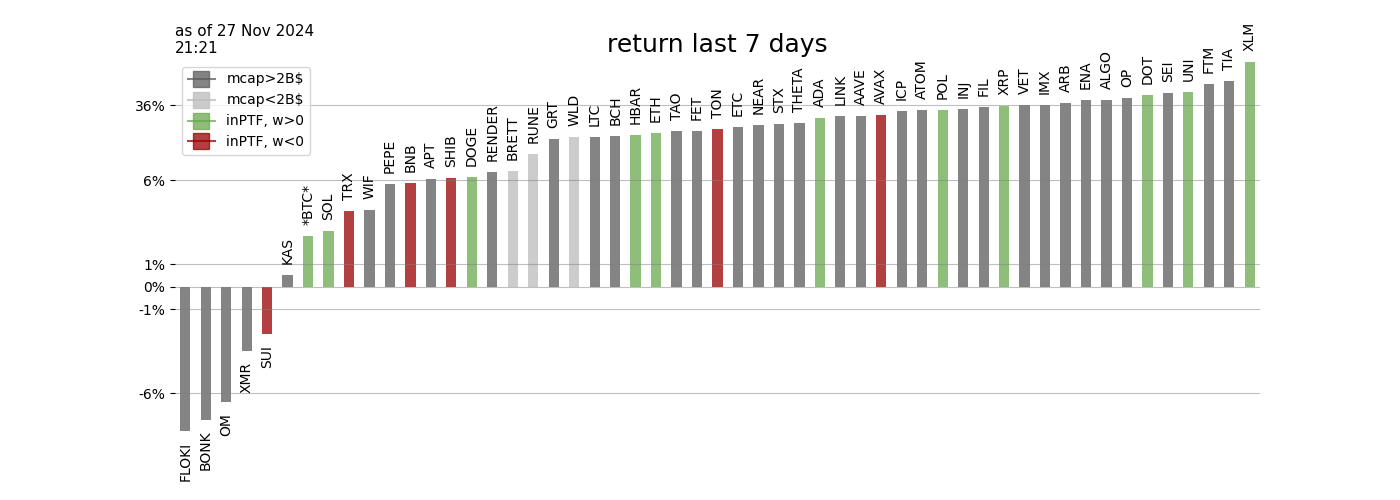 as of 27 Nov 2024
21:21
return last 7 days
mcap>2B$
mcap<2B$
inPTF, w>0
inPTF, w<0
36%
6%
1%
0%
-1%
-6%
FLOKI
BONK
OM
XMR
SUI
KAS
*BTC*
SOL
TRX
WIF
PEPE
BNB
APT
SHIB
DOGE
RENDER
BRETT
RUNE
GRT
WLD
LTC
BCH
HBAR
ETH
TAO
FET
TON
ETC
NEAR
STX
THETA
ADA
LINK
AAVE
AVAX
ICP
ATOM
POL
INJ
FIL
XRP
VET
IMX
ARB
ENA
ALGO
OP
DOT
SEI
UNI
FTM
TIA
XLM